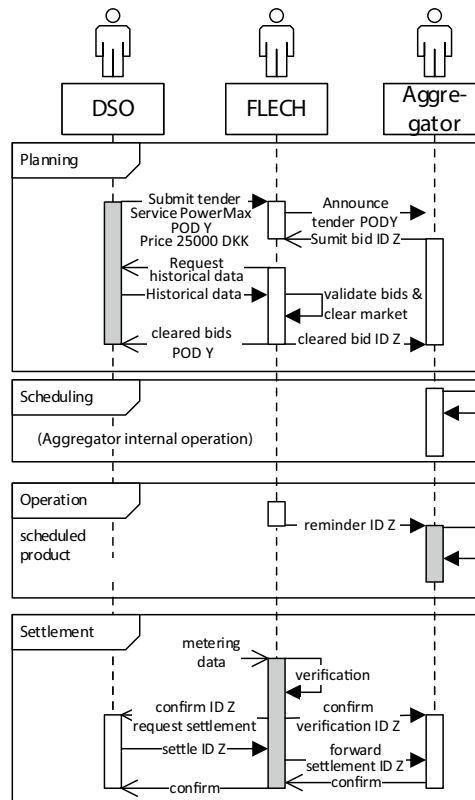 DSO
FLECH
Aggre-
gator
Planning
Submit tender
Service PowerMax
POD Y
Price 25000 DKK
Announce
tender PODY
Sumit bid ID Z
Request
historical data
Historical data
validate bids &
clear market
cleared bids
POD Y
cleared bid ID Z
Scheduling
(Aggregator internal operation)
Operation
reminder ID Z
scheduled
product
Settlement
metering
data
verification
confirm ID Z
request settlement
confirm
verification ID Z
settle ID Z
forward
settlement ID Z
confirm
confirm